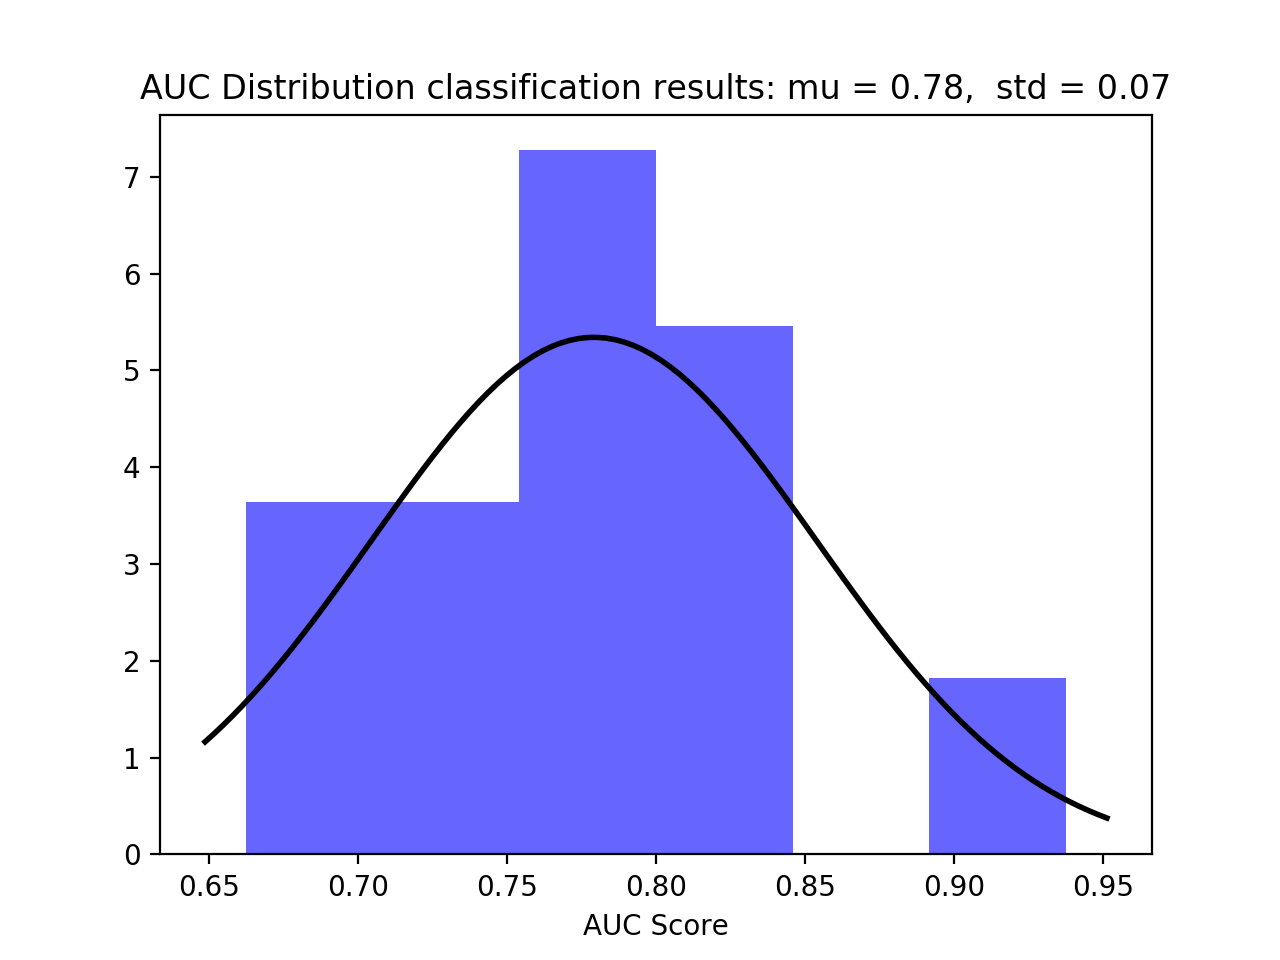 AUC Distribution classification results: mu = 0.78,  std = 0.07
7
6
5
4
3
2
1
0
0.65 0.70 0.75 0.80 0.85 0.90 0.95
AUC Score